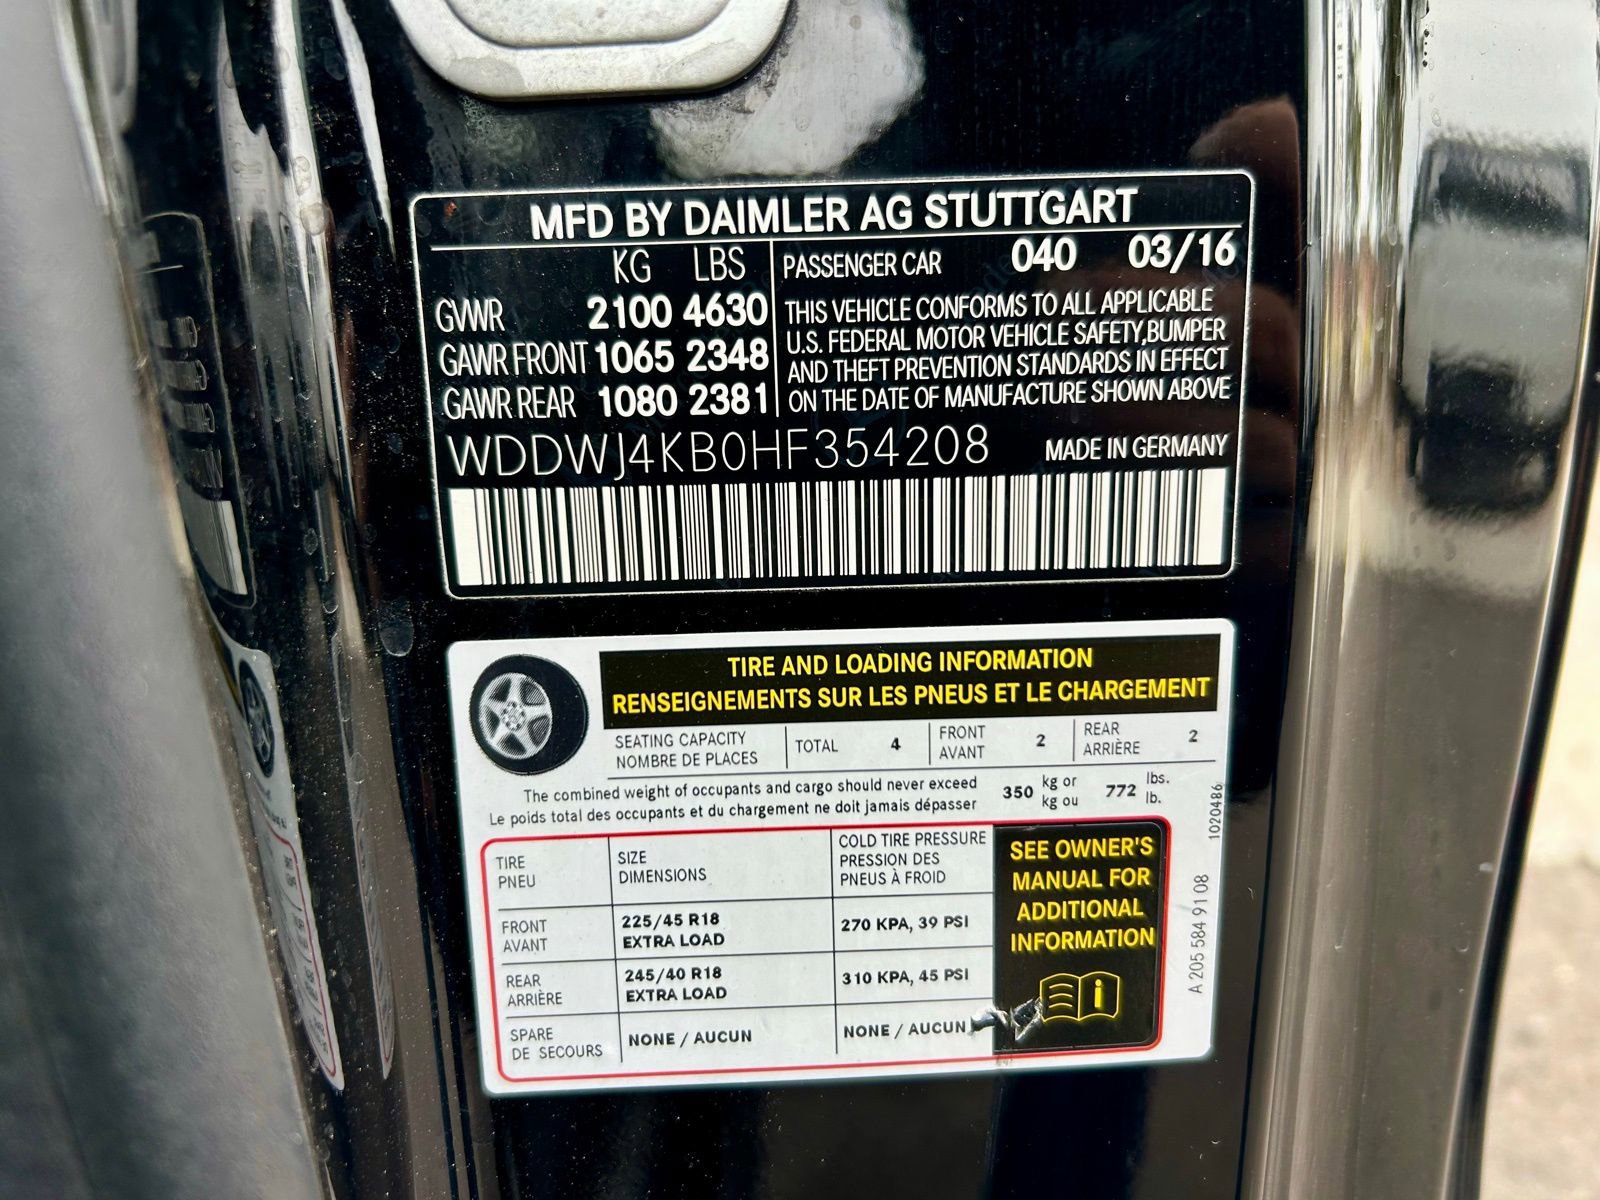 MFD BY DAIMLER AG STUTTGART
KG LBS
GVWR 2100 4630
GAWR FRONT 1065 2348
GAWR REAR 1080 2381
PASSENGER CAR 040 03/16
THIS VEHICLE CONFORMS TO ALL APPLICABLE
U.S. FEDERAL MOTOR VEHICLE SAFETY,BUMPER
AND THEFT PREVENTION STANDARDS IN EFFECT
ON THE DATE OF MANUFACTURE SHOWN ABOVE
WDDWJ4KB0HF354208 MADE IN GERMANY
TIRE AND LOADING INFORMATION
RENSEIGNEMENTS SUR LES PNEUS ET LE CHARGEMENT
SEATING CAPACITY
NOMBRE DE PLACES
TOTAL 4
FRONT
AVANT
2
REAR
ARRIÈRE
2
The combined weight of occupants and cargo should never exceed
Le poids total des occupants et du chargement ne doit jamais dépasser
350
kg or
kg ou
772
lbs.
lb.
TIRE
PNEU
SIZE
DIMENSIONS
COLD TIRE PRESSURE
PRESSION DES
PNEUS À FROID
FRONT
AVANT
225/45 R18
EXTRA LOAD
270 KPA, 39 PSI
REAR
ARRIÈRE
245/40 R18
EXTRA LOAD
310 KPA, 45 PSI
SPARE
DE SECOURS
NONE / AUCUN
NONE / AUCUN
SEE OWNER'S
MANUAL FOR
ADDITIONAL
INFORMATION
1020486
A 205 584 91 08